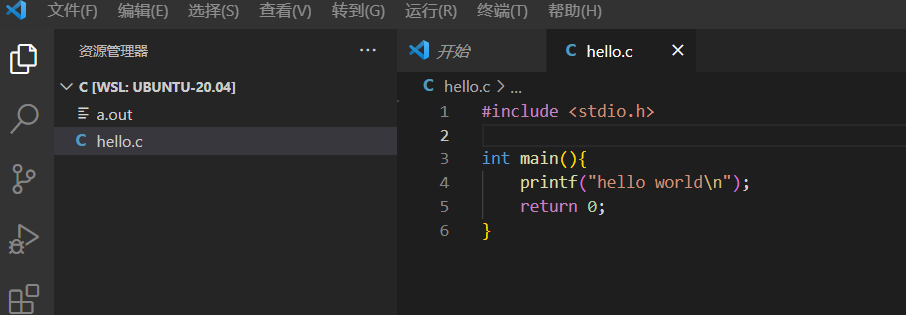 文件(F) 编辑(E) 选择(S) 查看(V) 转到(G) 运行(R) 终端(T) 帮助(H)
资源管理器 ...
C [WSL: UBUNTU-20.04]
a.out
hello.c
开始 hello.c
hello.c > ...
1 #include <stdio.h>
2
3 int main(){
4 printf("hello world\n");
5 return 0;
6 }